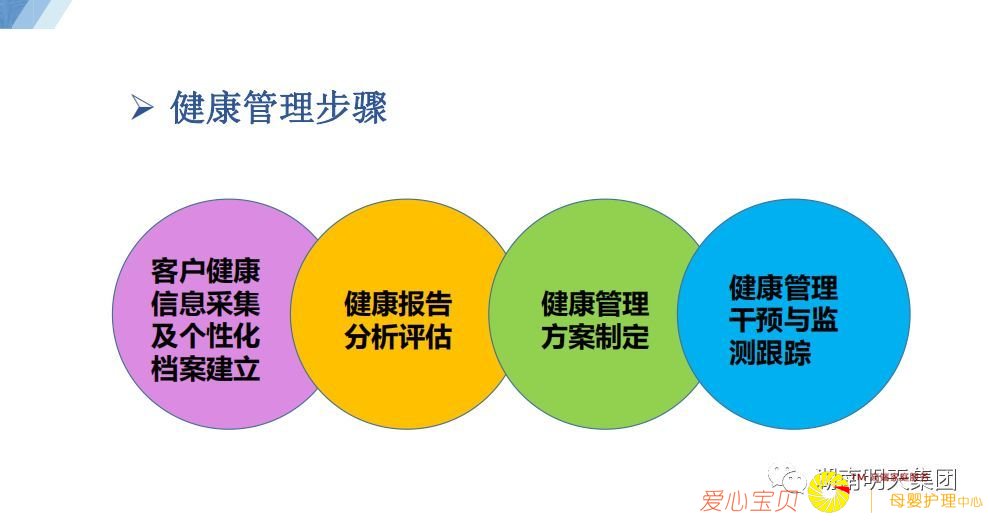 健康管理步骤
客户健康
信息采集
及个性化
档案建立
健康报告
分析评估
健康管理
方案制定
健康管理
干预与监
测跟踪
湖南明天集团
爱心宝贝
母婴护理中心